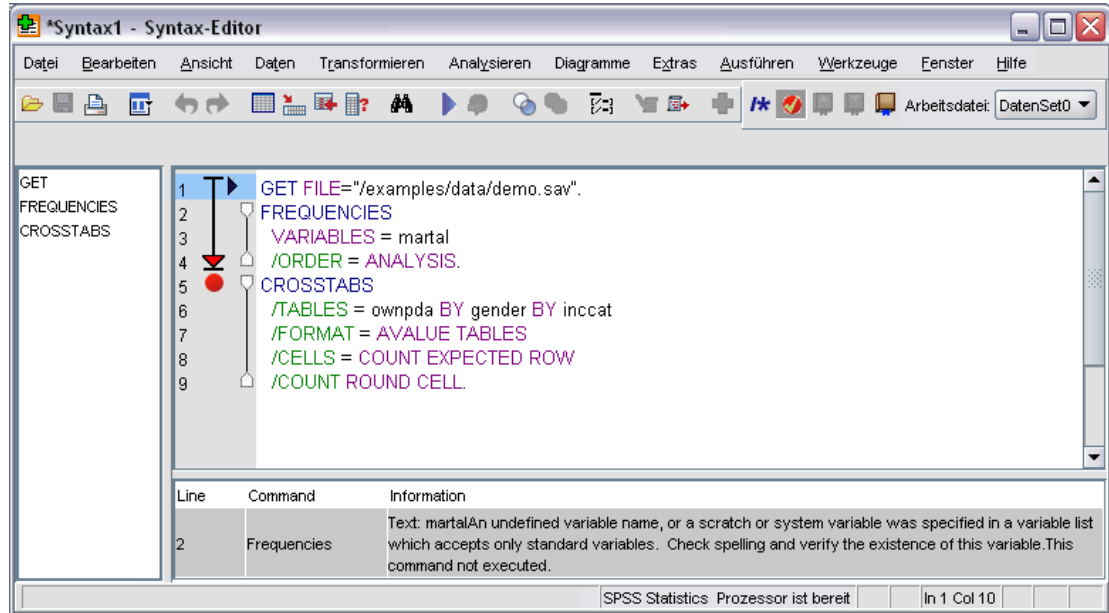 *Syntax1 - Syntax-Editor
Datei Bearbeiten Ansicht Daten Transformieren Analysieren Diagramme Extras Ausführen Werkzeuge Fenster Hilfe
Arbeitsdatei: DatenSet0
GET
FREQUENCIES
CROSSTABS
1 GET FILE="/examples/data/demo.sav".
2 FREQUENCIES
3 VARIABLES = martal
4 /ORDER = ANALYSIS.
5 CROSSTABS
6 /TABLES = ownpda BY gender BY inccat
7 /FORMAT = AVALUE TABLES
8 /CELLS = COUNT EXPECTED ROW
9 /COUNT ROUND CELL.
Line Command Information
2 Frequencies Text: martalAn undefined variable name, or a scratch or system variable was specified in a variable list
which accepts only standard variables. Check spelling and verify the existence of this variable.This
command not executed.
SPSS Statistics Prozessor ist bereit In 1 Col 10